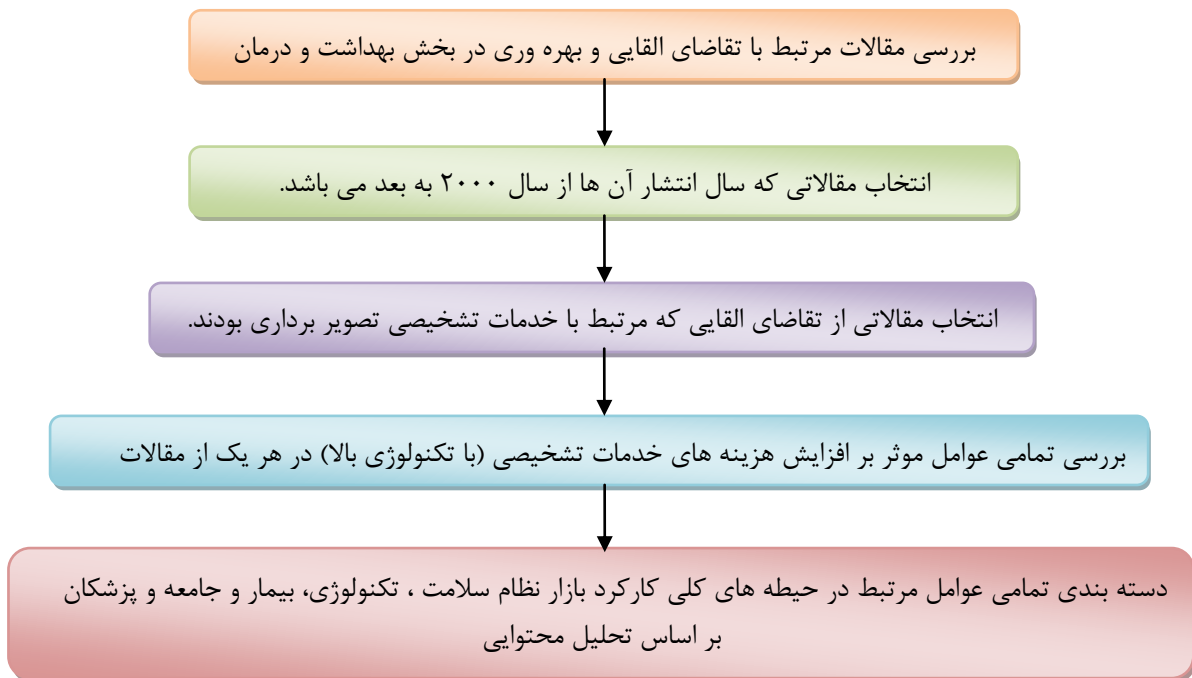 بررسی مقالات مرتبط با تقاضای القایی و بهره وری در بخش بهداشت و درمان
انتخاب مقالاتی که سال انتشار آن ها از سال ۲۰۰۰ به بعد می باشد.
انتخاب مقالاتی از تقاضای القایی که مرتبط با خدمات تشخیصی تصویر برداری بودند.
بررسی تمامی عوامل موثر بر افزایش هزینه های خدمات تشخیصی (با تکنولوژی بالا) در هر یک از مقالات
دسته بندی تمامی عوامل مرتبط در حیطه های کلی کارکرد بازار نظام سلامت ، تکنولوژی، بیمار و جامعه و پزشکان
بر اساس تحلیل محتوایی